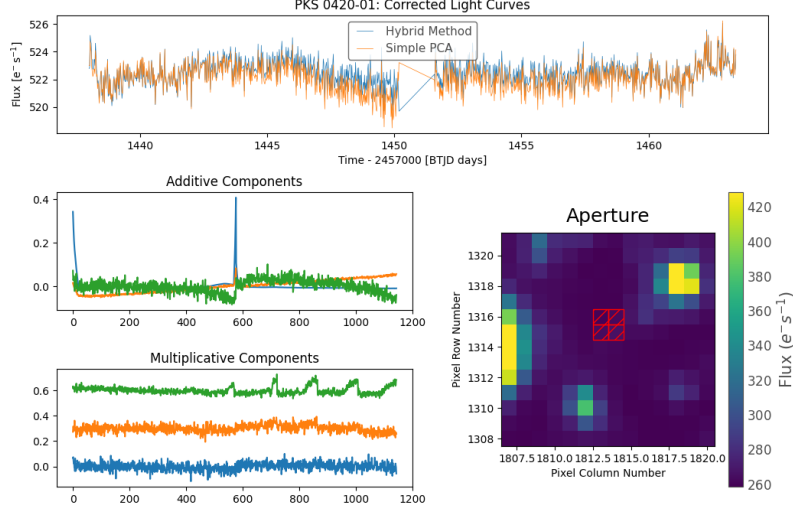 PKS 0420-01: Corrected Light Curves
Flux [e⁻ s⁻¹]
526
524
522
520
Hybrid Method
Simple PCA
1440 1445 1450 1455 1460
Time - 2457000 [BTJD days]
Additive Components
0.4
0.2
0.0
0 200 400 600 800 1000 1200
Multiplicative Components
0.6
0.4
0.2
0.0
0 200 400 600 800 1000 1200
Aperture
Pixel Row Number
1320
1318
1316
1314
1312
1310
1308
1807.5 1810.0 1812.5 1815.0 1817.5 1820.0
Pixel Column Number
420
400
380
360
340
320
300
280
260
Flux (e⁻ s⁻¹)